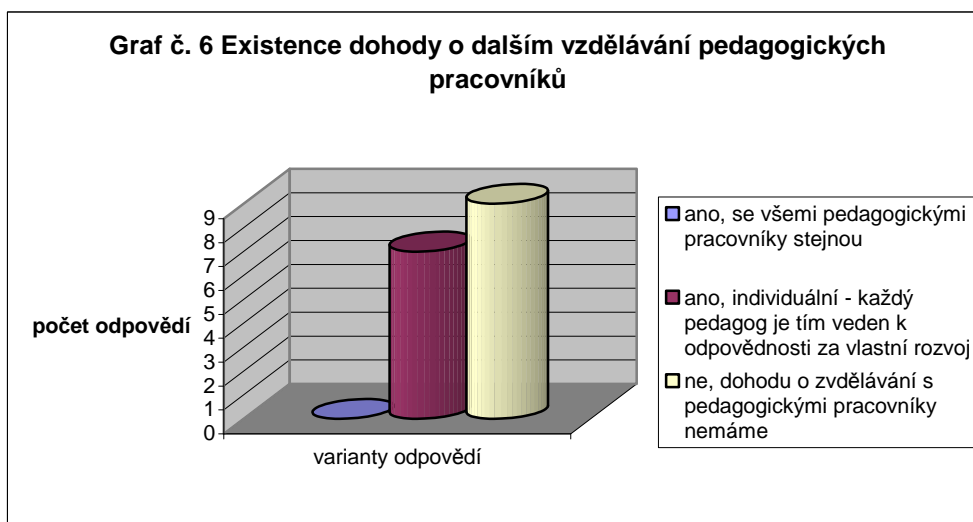 Graf č. 6 Existence dohody o dalším vzdělávání pedagogických
pracovníků
9
8
7
6
5
4
3
2
1
0
počet odpovědí
varianty odpovědí
ano, se všemi pedagogickými
pracovníky stejnou
ano, individuální - každý
pedagog je tím veden k
odpovědnosti za vlastní rozvoj
ne, dohodu o zvdělávání s
pedagogickými pracovníky
nemáme